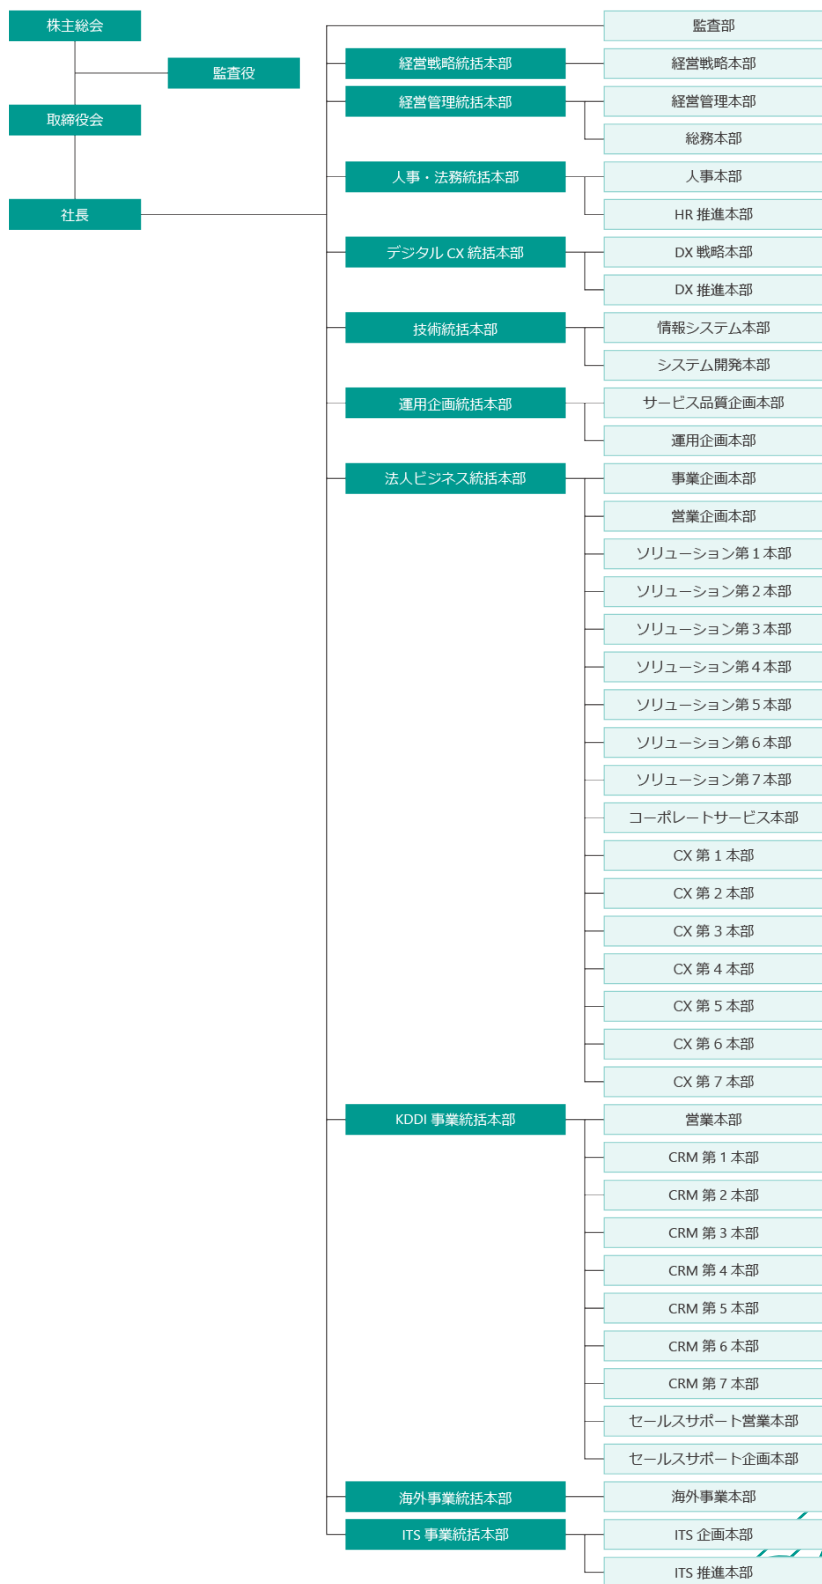 株主総会
監査役
取締役会
社長
監査部
経営戦略統括本部
経営戦略本部
経営管理統括本部
経営管理本部
総務本部
人事・法務統括本部
人事本部
HR 推進本部
デジタル CX 統括本部
DX 戦略本部
DX 推進本部
技術統括本部
情報システム本部
システム開発本部
運用企画統括本部
サービス品質企画本部
運用企画本部
法人ビジネス統括本部
事業企画本部
営業企画本部
ソリューション第1本部
ソリューション第2本部
ソリューション第3本部
ソリューション第4本部
ソリューション第5本部
ソリューション第6本部
ソリューション第7本部
コーポレートサービス本部
CX 第 1 本部
CX 第 2 本部
CX 第 3 本部
CX 第 4 本部
CX 第 5 本部
CX 第 6 本部
CX 第 7 本部
KDDI 事業統括本部
営業本部
CRM 第 1 本部
CRM 第 2 本部
CRM 第 3 本部
CRM 第 4 本部
CRM 第 5 本部
CRM 第 6 本部
CRM 第 7 本部
セールスサポート営業本部
セールスサポート企画本部
海外事業統括本部
海外事業本部
ITS 事業統括本部
ITS 企画本部
ITS 推進本部